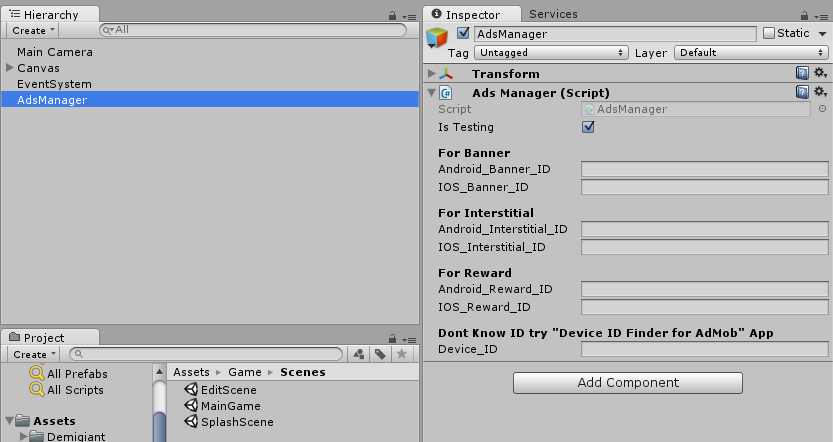 Hierarchy
Create
All
Main Camera
Canvas
EventSystem
AdsManager
Project
Create
All Prefabs
All Scripts
Assets
Demigiant
Assets Game Scenes
EditScene
MainGame
SplashScene
Inspector Services
AdsManager Static
Tag Untagged Layer Default
Transform
Ads Manager (Script)
Script AdsManager
Is Testing
For Banner
Android_Banner_ID
IOS_Banner_ID
For Interstitial
Android_Interstitial_ID
IOS_Interstitial_ID
For Reward
Android_Reward_ID
IOS_Reward_ID
Dont Know ID try "Device ID Finder for AdMob" App
Device_ID
Add Component